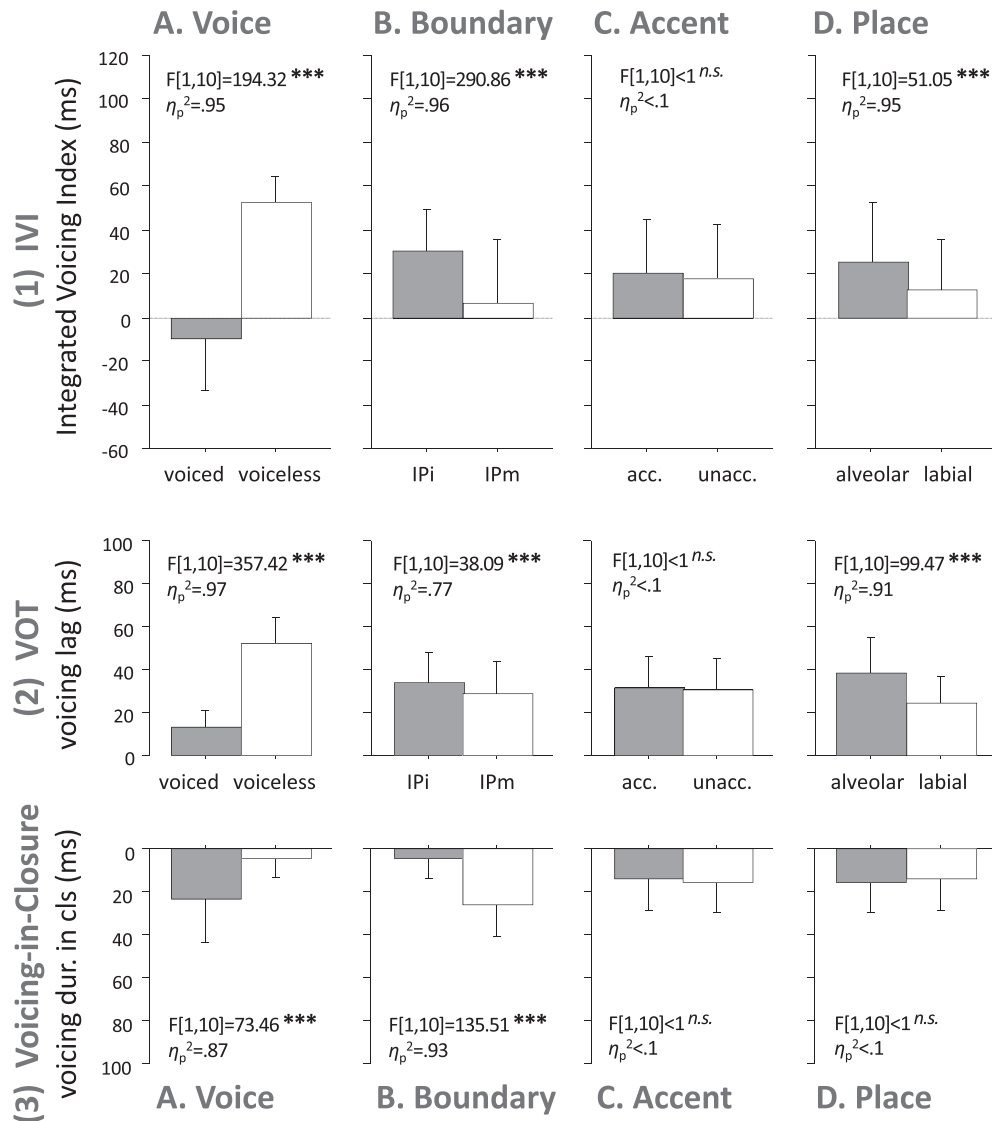 A. Voice
B. Boundary
C. Accent
D. Place
(1) IVI
Integrated Voicing Index (ms)
120
100
80
60
40
20
0
-20
-40
-60
F[1,10]=194.32 ***
ηp²=.95
voiced voiceless
F[1,10]=290.86 ***
ηp²=.96
IPi IPm
F[1,10]<1 n.s.
ηp²<.1
acc. unacc.
F[1,10]=51.05 ***
ηp²=.95
alveolar labial
(2) VOT
voicing lag (ms)
100
80
60
40
20
0
F[1,10]=357.42 ***
ηp²=.97
voiced voiceless
F[1,10]=38.09 ***
ηp²=.77
IPi IPm
F[1,10]<1 n.s.
ηp²<.1
acc. unacc.
F[1,10]=99.47 ***
ηp²=.91
alveolar labial
(3) Voicing-in-Closure
voicing dur. in cls (ms)
0
20
40
60
80
100
F[1,10]=73.46 ***
ηp²=.87
F[1,10]=135.51 ***
ηp²=.93
F[1,10]<1 n.s.
ηp²<.1
F[1,10]<1 n.s.
ηp²<.1
A. Voice
B. Boundary
C. Accent
D. Place